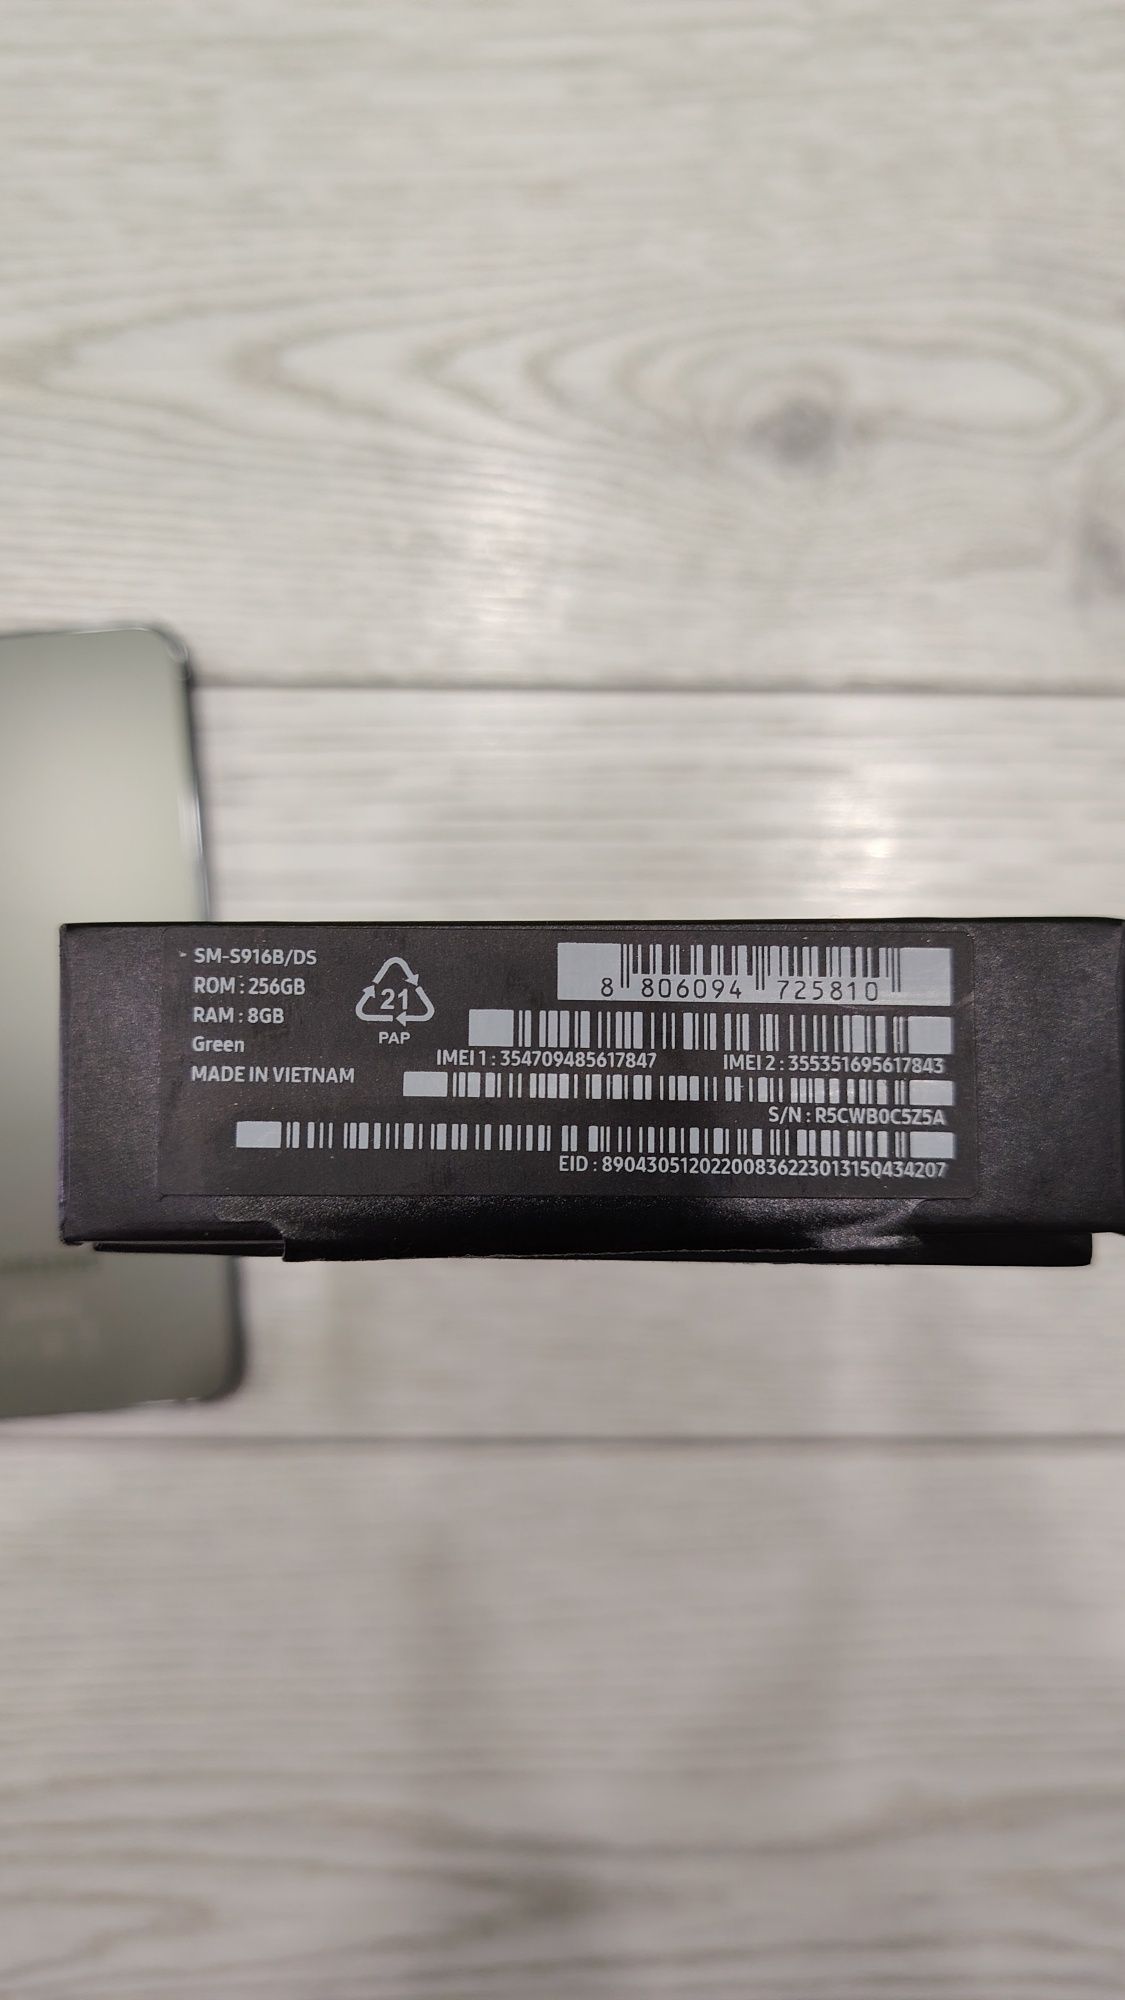 SM-S916B/DS
ROM : 256GB
RAM : 8GB
Green
MADE IN VIETNAM
21
PAP
8 806094 725810
IMEI 1 : 354709485617847
IMEI 2 : 355351695617843
S/N : R5CWB0C5Z5A
EID : 89043051202200836223013150434207